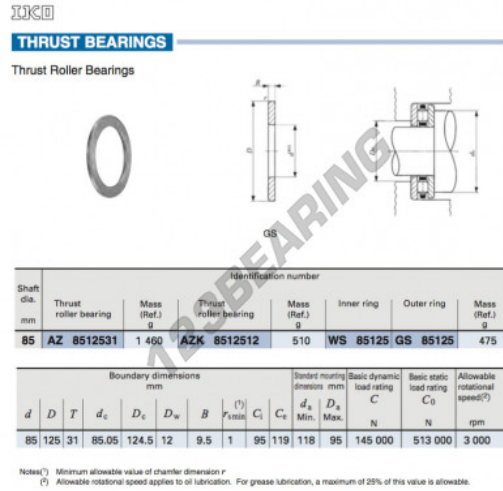 IKO
THRUST BEARINGS
Thrust Roller Bearings
B
r
D
dᴳˢ
Dₐ
dₐ
GS
123BEARING
Identification number
Shaft dia. mm
Thrust roller bearing
Mass (Ref.) g
Thrust roller bearing
Mass (Ref.) g
Inner ring
Outer ring
Mass (Ref.) g
85 AZ 8512531 1 460 AZK 8512512 510 WS 85125 GS 85125 475
Boundary dimensions mm
Standard mounting dimensions mm
Basic dynamic load rating C N
Basic static load rating C₀ N
Allowable rotational speed(²) rpm
d D T d꜀ D꜀ D𝓌 B rₛ ₘᵢₙ(¹) Cᵢ Cₑ dₐ Min. Dₐ Max.
85 125 31 85.05 124.5 12 9.5 1 95 119 118 95 145 000 513 000 3 000
Notes(¹) Minimum allowable value of chamfer dimension r
(²) Allowable rotational speed applies to oil lubrication. For grease lubrication, a maximum of 25% of this value is allowable.